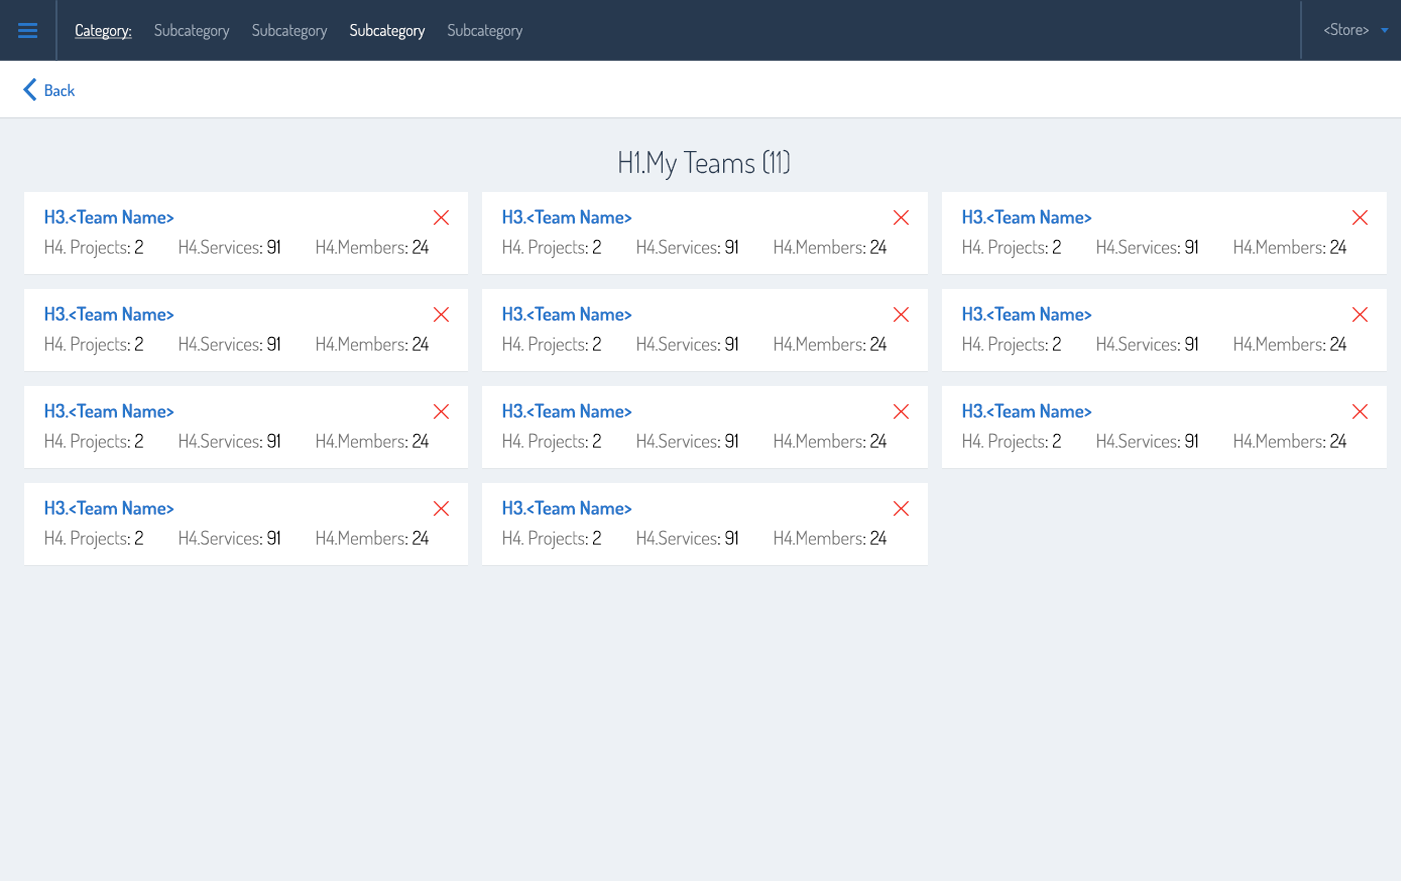 Category: Subcategory Subcategory Subcategory Subcategory <Store>
Back
H1.My Teams (11)
H3.<Team Name> H3.<Team Name> H3.<Team Name>
H4. Projects: 2 H4.Services: 91 H4.Members: 24 H4. Projects: 2 H4.Services: 91 H4.Members: 24 H4. Projects: 2 H4.Services: 91 H4.Members: 24
H3.<Team Name> H3.<Team Name> H3.<Team Name>
H4. Projects: 2 H4.Services: 91 H4.Members: 24 H4. Projects: 2 H4.Services: 91 H4.Members: 24 H4. Projects: 2 H4.Services: 91 H4.Members: 24
H3.<Team Name> H3.<Team Name> H3.<Team Name>
H4. Projects: 2 H4.Services: 91 H4.Members: 24 H4. Projects: 2 H4.Services: 91 H4.Members: 24 H4. Projects: 2 H4.Services: 91 H4.Members: 24
H3.<Team Name> H3.<Team Name>
H4. Projects: 2 H4.Services: 91 H4.Members: 24 H4. Projects: 2 H4.Services: 91 H4.Members: 24